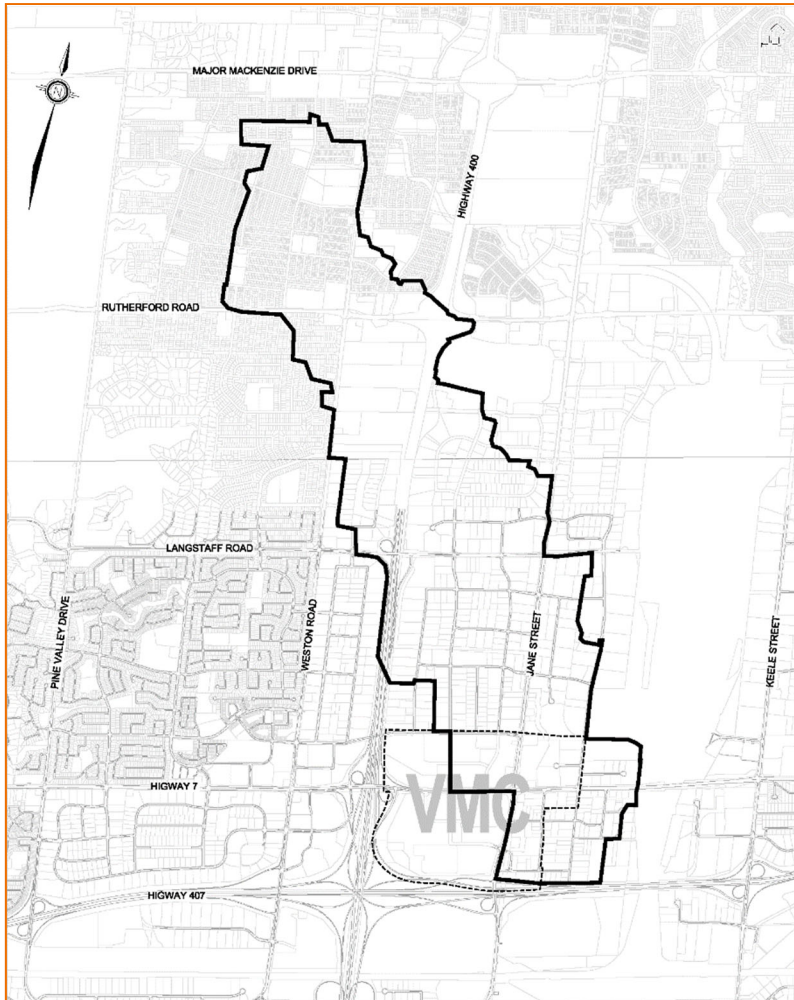 MAJOR MACKENZIE DRIVE
HIGHWAY 400
RUTHERFORD ROAD
LANGSTAFF ROAD
PINE VALLEY DRIVE
WESTON ROAD
JANE STREET
KEELE STREET
HIGWAY 7
VMC
HIGWAY 407
N